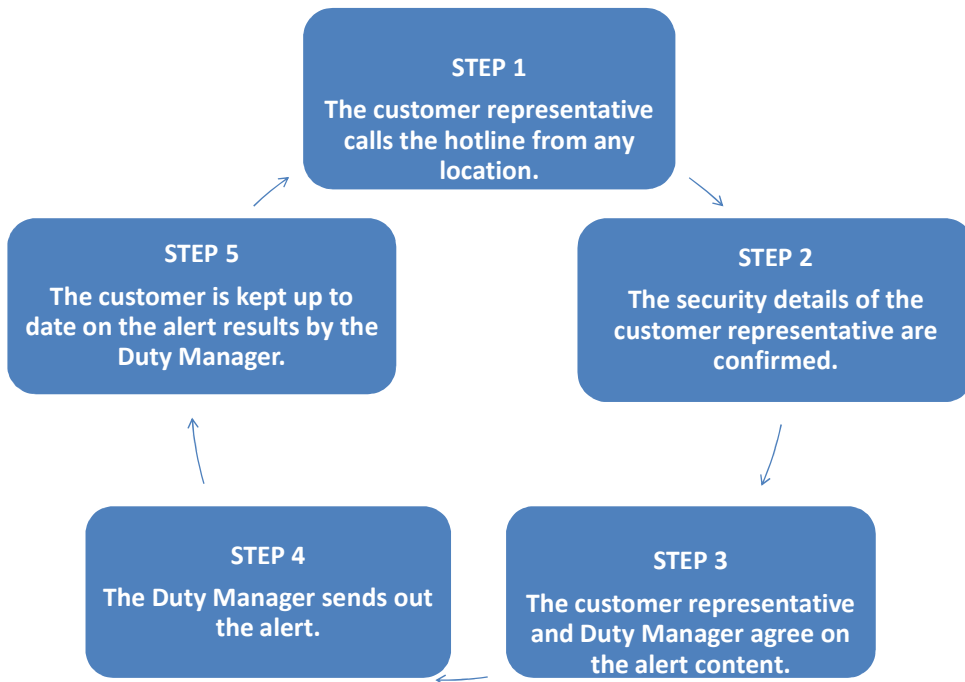 STEP 1
The customer representative
calls the hotline from any
location.
STEP 2
The security details of the
customer representative are
confirmed.
STEP 3
The customer representative
and Duty Manager agree on
the alert content.
STEP 4
The Duty Manager sends out
the alert.
STEP 5
The customer is kept up to
date on the alert results by the
Duty Manager.